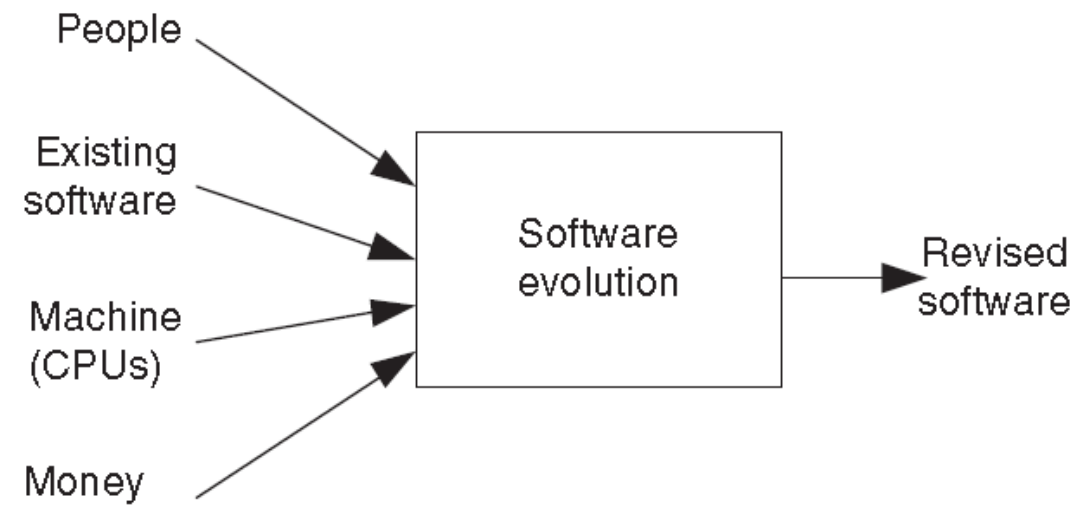 People
Existing
software
Machine
(CPUs)
Money
Software
evolution
Revised
software